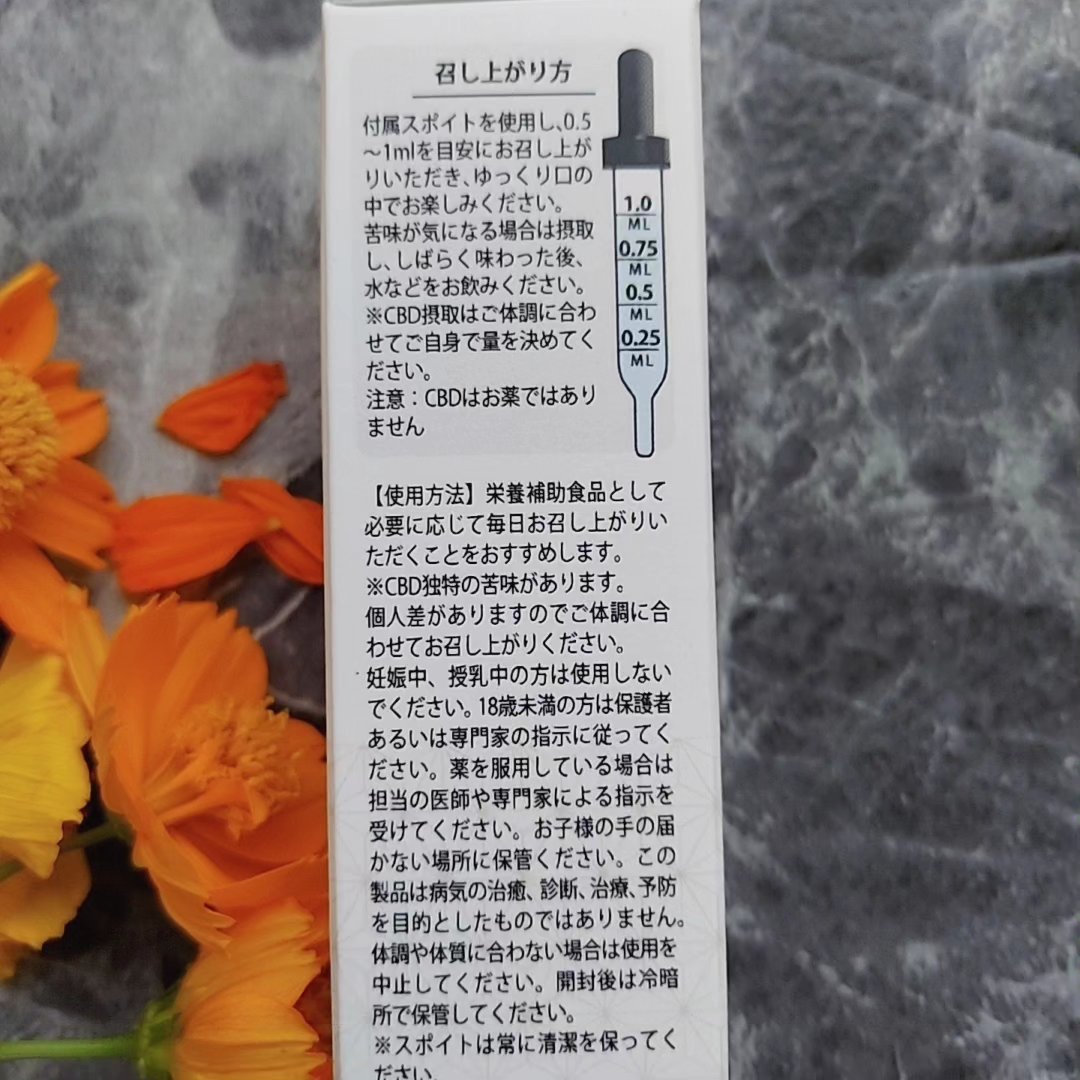 召し上がり方
付属スポイトを使用し、0.5
～1mlを目安にお召し上が
りいただき、ゆっくり口の
中でお楽しみください。
苦味が気になる場合は摂取
し、しばらく味わった後、
水などをお飲みください。
※CBD摂取はご体調に合わ
せてご自身で量を決めてく
ださい。
注意：CBDはお薬ではあり
ません
1.0
ML
0.75
ML
0.5
ML
0.25
ML
【使用方法】栄養補助食品として
必要に応じて毎日お召し上がりい
ただくことをおすすめします。
※CBD独特の苦味があります。
個人差がありますのでご体調に合
わせてお召し上がりください。
妊娠中、授乳中の方は使用しない
でください。18歳未満の方は保護者
あるいは専門家の指示に従ってく
ださい。薬を服用している場合は
担当の医師や専門家による指示を
受けてください。お子様の手の届
かない場所に保管ください。この
製品は病気の治癒、診断、治療、予防
を目的としたものではありません。
体調や体質に合わない場合は使用を
中止してください。開封後は冷暗
所で保管してください。
※スポイトは常に清潔を保ってく
ださい。